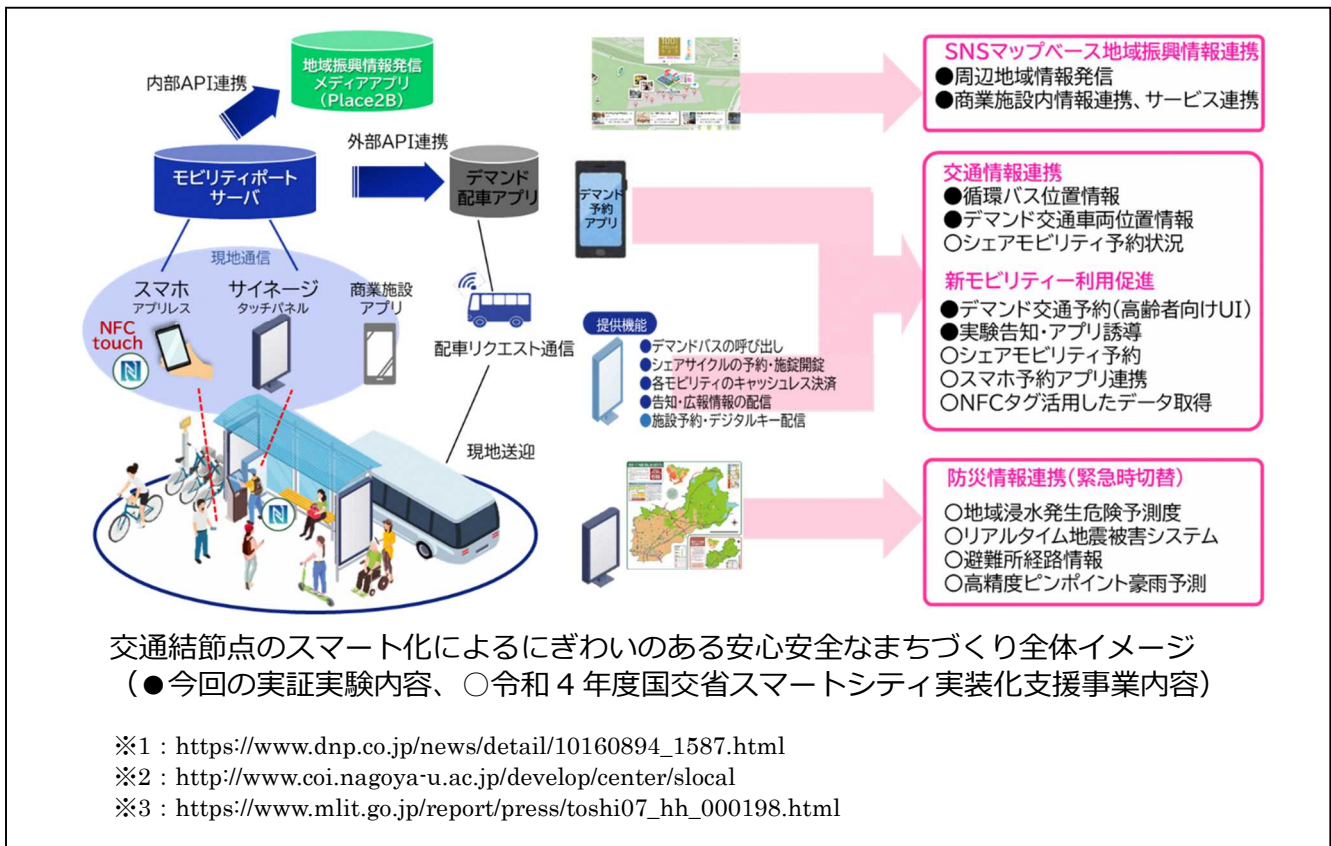 内部API連携
地域振興情報発信
メディアアプリ
(Place2B)
外部API連携
モビリティポート
サーバ
デマンド
配車アプリ
現地通信
スマホ
アプリレス
サイネージ
タッチパネル
商業施設
アプリ
NFC
touch
配車リクエスト通信
現地送迎
デマンド
予約
アプリ
提供機能
●デマンドバスの呼び出し
●シェアサイクルの予約・施錠開錠
●各モビリティのキャッシュレス決済
●告知・広報情報の配信
●施設予約・デジタルキー配信
SNSマップベース地域振興情報連携
●周辺地域情報発信
●商業施設内情報連携、サービス連携
交通情報連携
●循環バス位置情報
●デマンド交通車両位置情報
○シェアモビリティ予約状況
新モビリティー利用促進
●デマンド交通予約(高齢者向けUI)
●実験告知・アプリ誘導
○シェアモビリティ予約
○スマホ予約アプリ連携
○NFCタグ活用したデータ取得
防災情報連携(緊急時切替)
○地域浸水発生危険予測度
○リアルタイム地震被害システム
○避難所経路情報
○高精度ピンポイント豪雨予測
交通結節点のスマート化によるにぎわいのある安心安全なまちづくり全体イメージ
（●今回の実証実験内容、○令和4年度国交省スマートシティ実装化支援事業内容）
※1：https://www.dnp.co.jp/news/detail/10160894_1587.html
※2：http://www.coi.nagoya-u.ac.jp/develop/center/slocal
※3：https://www.mlit.go.jp/report/press/toshi07_hh_000198.html